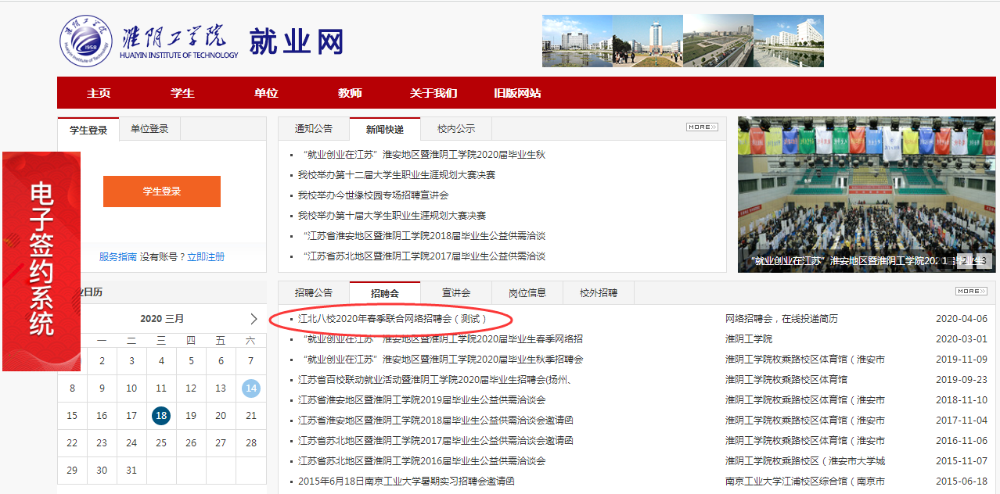 淮阴工学院 就业网
HUAIYIN INSTITUTE OF TECHNOLOGY
1958
主页 学生 单位 教师 关于我们 旧版网站
学生登录 单位登录
学生登录
服务指南 没有账号？立即注册
电子签约系统
通知公告 新闻快递 校内公示 MORE
“就业创业在江苏”淮安地区暨淮阴工学院2020届毕业生秋
我校举办第十二届大学生职业生涯规划大赛决赛
我校举办今世缘校园专场招聘宣讲会
我校举办第十届大学生职业生涯规划大赛决赛
“江苏省淮安地区暨淮阴工学院2018届毕业生公益供需洽谈
“江苏省苏北地区暨淮阴工学院2017届毕业生公益供需洽谈
“就业创业在江苏”淮安地区暨淮阴工学院202
1 2 3
业日历
2020 三月
一 二 三 四 五 六
2 3 4 5 6 7
8 9 10 11 12 13 14
15 16 17 18 19 20 21
22 23 24 25 26 27 28
29 30 31
招聘公告 招聘会 宣讲会 岗位信息 校外招聘 MORE
江北八校2020年春季联合网络招聘会（测试） 网络招聘会，在线投递简历 2020-04-06
“就业创业在江苏”淮安地区暨淮阴工学院2020届毕业生春季网络招 淮阴工学院 2020-03-01
“就业创业在江苏”淮安地区暨淮阴工学院2020届毕业生秋季招聘会 淮阴工学院枚乘路校区体育馆（淮安市 2019-11-09
江苏省百校联动就业活动暨淮阴工学院2020届毕业生招聘会(扬州、 淮阴工学院枚乘路校区体育馆 2019-09-23
江苏省淮安地区暨淮阴工学院2019届毕业生公益供需洽谈会 淮阴工学院枚乘路校区体育馆（淮安市 2018-11-10
江苏省淮安地区暨淮阴工学院2018届毕业生公益供需洽谈会邀请函 淮阴工学院枚乘路校区体育馆（淮安市 2017-11-04
江苏省苏北地区暨淮阴工学院2017届毕业生公益供需洽谈会邀请函 淮阴工学院枚乘路校区体育馆（淮安市 2016-11-06
江苏省苏北地区暨淮阴工学院2016届毕业生公益供需洽谈会 淮阴工学院枚乘路校区（淮安市大学城 2015-11-07
2015年6月18日南京工业大学暑期实习招聘会邀请函 南京工业大学江浦校区综合馆（南京市 2015-06-18